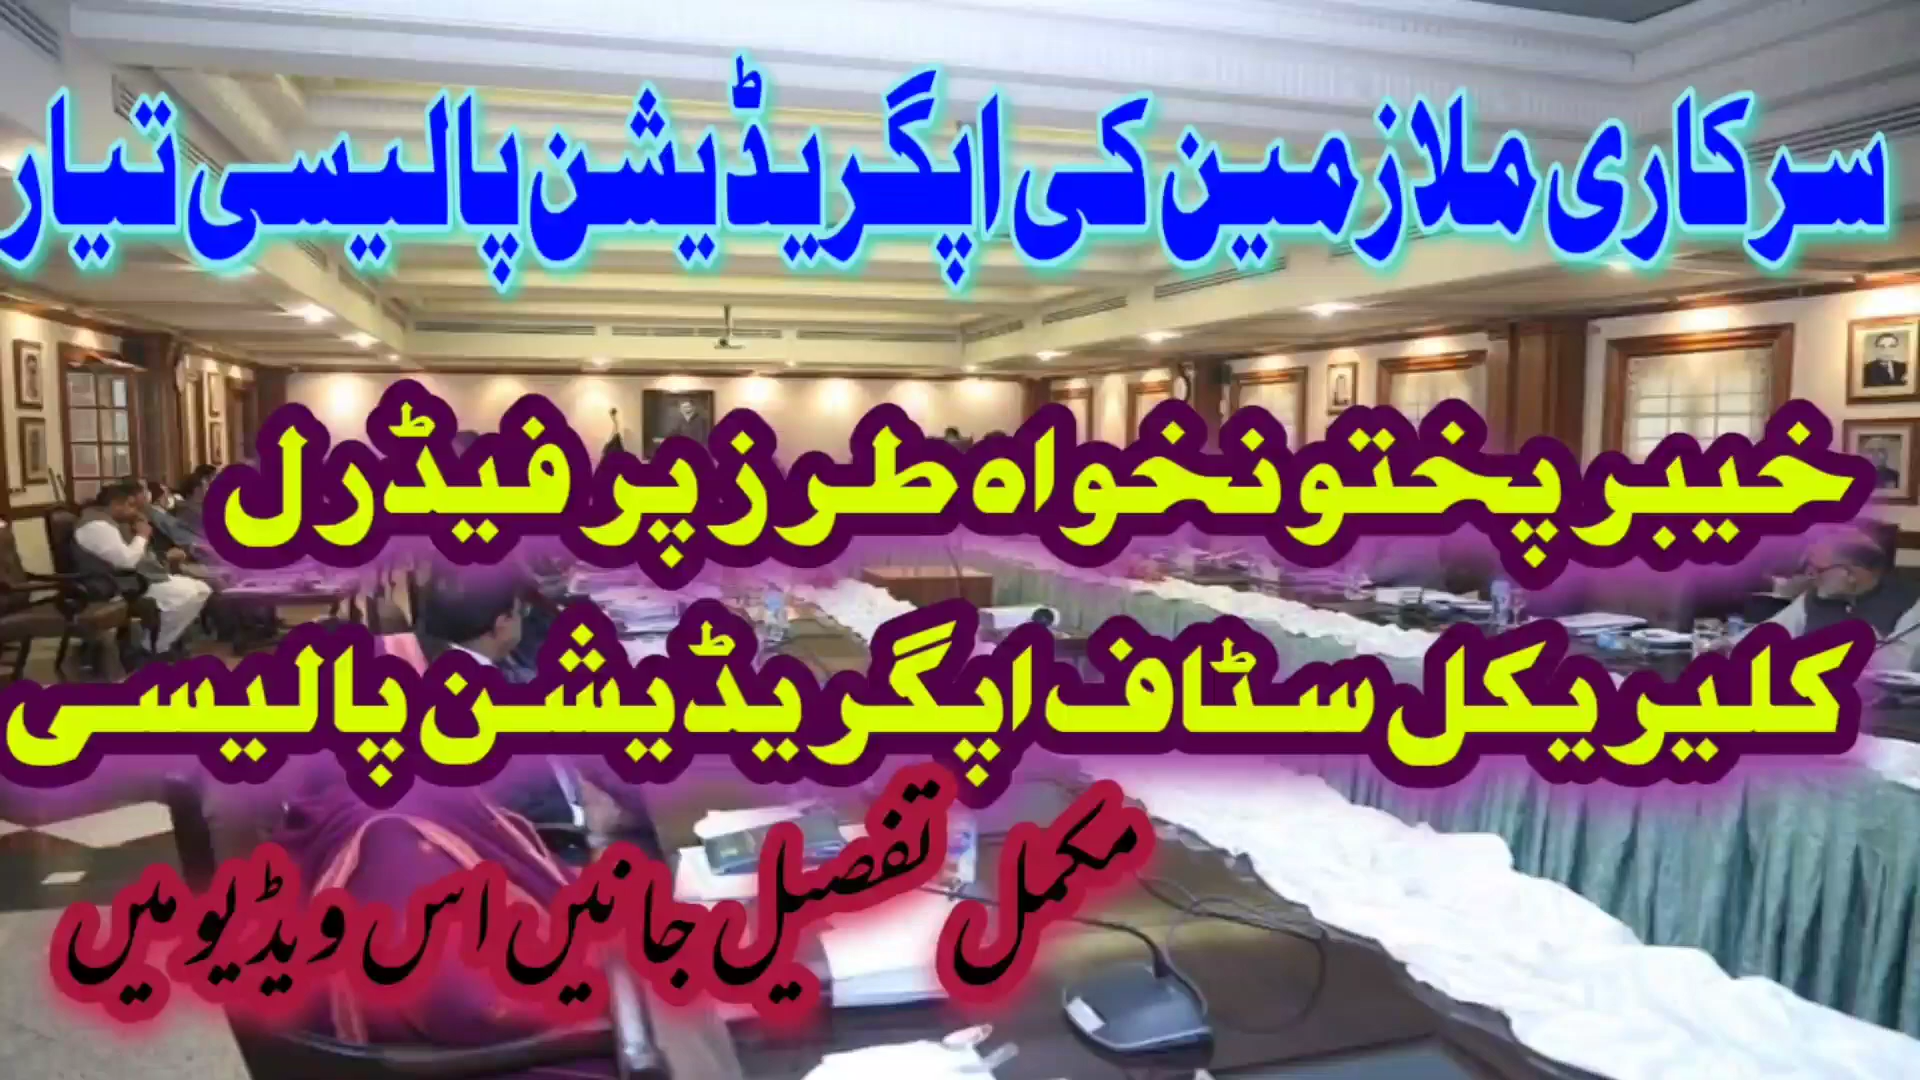 سرکاری ملازمین کی اپگریڈیشن پالیسی تیار
خیبر پختونخواہ طرز پر فیڈرل
کلیریکل سٹاف اپگریڈیشن پالیسی
مکمل تفصیل جانیں اس ویڈیو میں